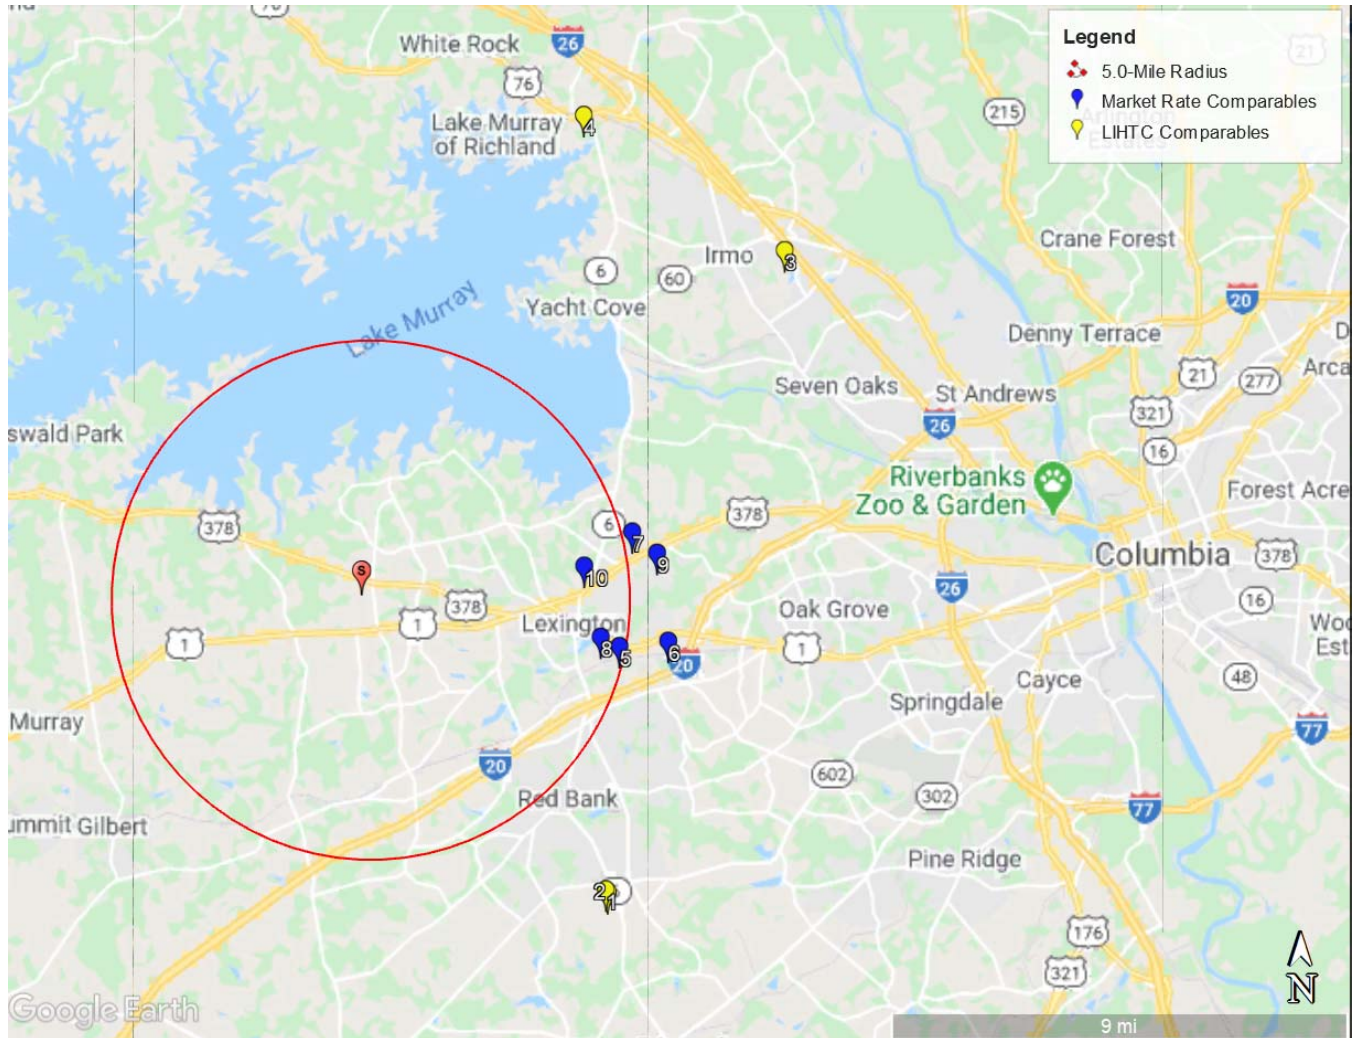 White Rock
26
76
21
Legend
5.0-Mile Radius
Market Rate Comparables
LIHTC Comparables
215
4
Lake Murray
of Richland
Crane Forest
Irmo
3
6
60
Yacht Cove
20
Lake Murray
Denny Terrace
21
277
Arca
Seven Oaks
St Andrews
321
26
16
swald Park
Riverbanks
Zoo & Garden
Forest Acre
378
6
378
7
9
Columbia
378
S
10
26
16
378
Oak Grove
1
Lexington
1
8
5
6
20
1
Woo
Est
48
Cayce
Springdale
Murray
77
20
602
Red Bank
302
77
ummit Gilbert
Pine Ridge
2
1
176
321
N
Google Earth
9 mi